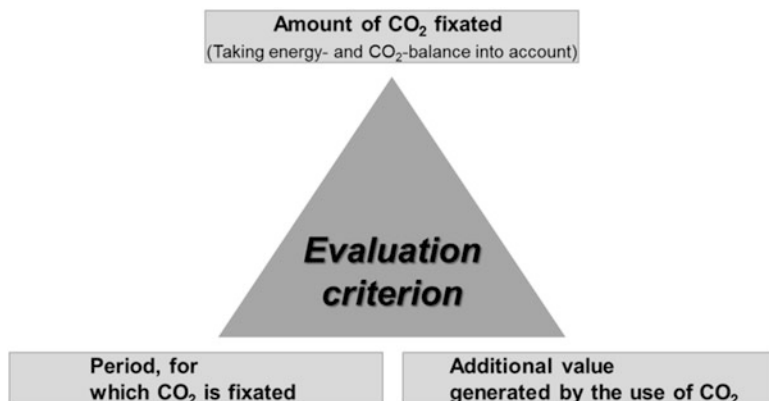 Amount of CO₂ fixated
(Taking energy- and CO₂-balance into account)
Evaluation
criterion
Period, for
which CO₂ is fixated
Additional value
generated by the use of CO₂